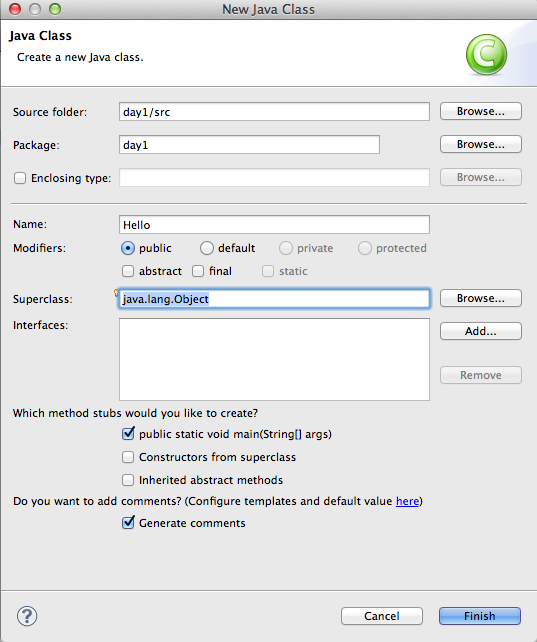 New Java Class
Java Class
Create a new Java class.
Source folder: day1/src Browse...
Package: day1 Browse...
Enclosing type: Browse...
Name: Hello
Modifiers: public default private protected
abstract final static
Superclass: java.lang.Object Browse...
Interfaces: Add...
Remove
Which method stubs would you like to create?
public static void main(String[] args)
Constructors from superclass
Inherited abstract methods
Do you want to add comments? (Configure templates and default value here)
Generate comments
? Cancel Finish